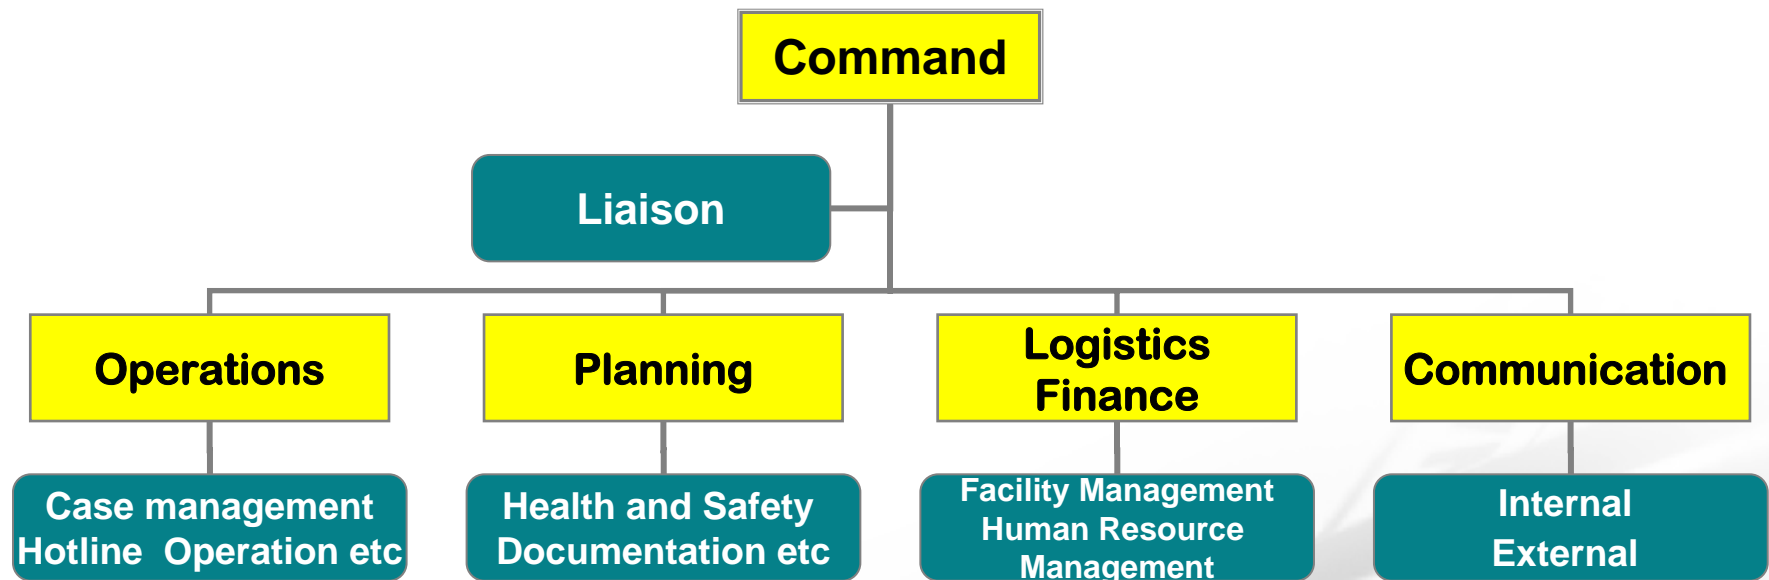 Command
Liaison
Operations
Planning
Logistics
Finance
Communication
Case management
Hotline  Operation etc
Health and Safety
Documentation etc
Facility Management
Human Resource
Management
Internal
External